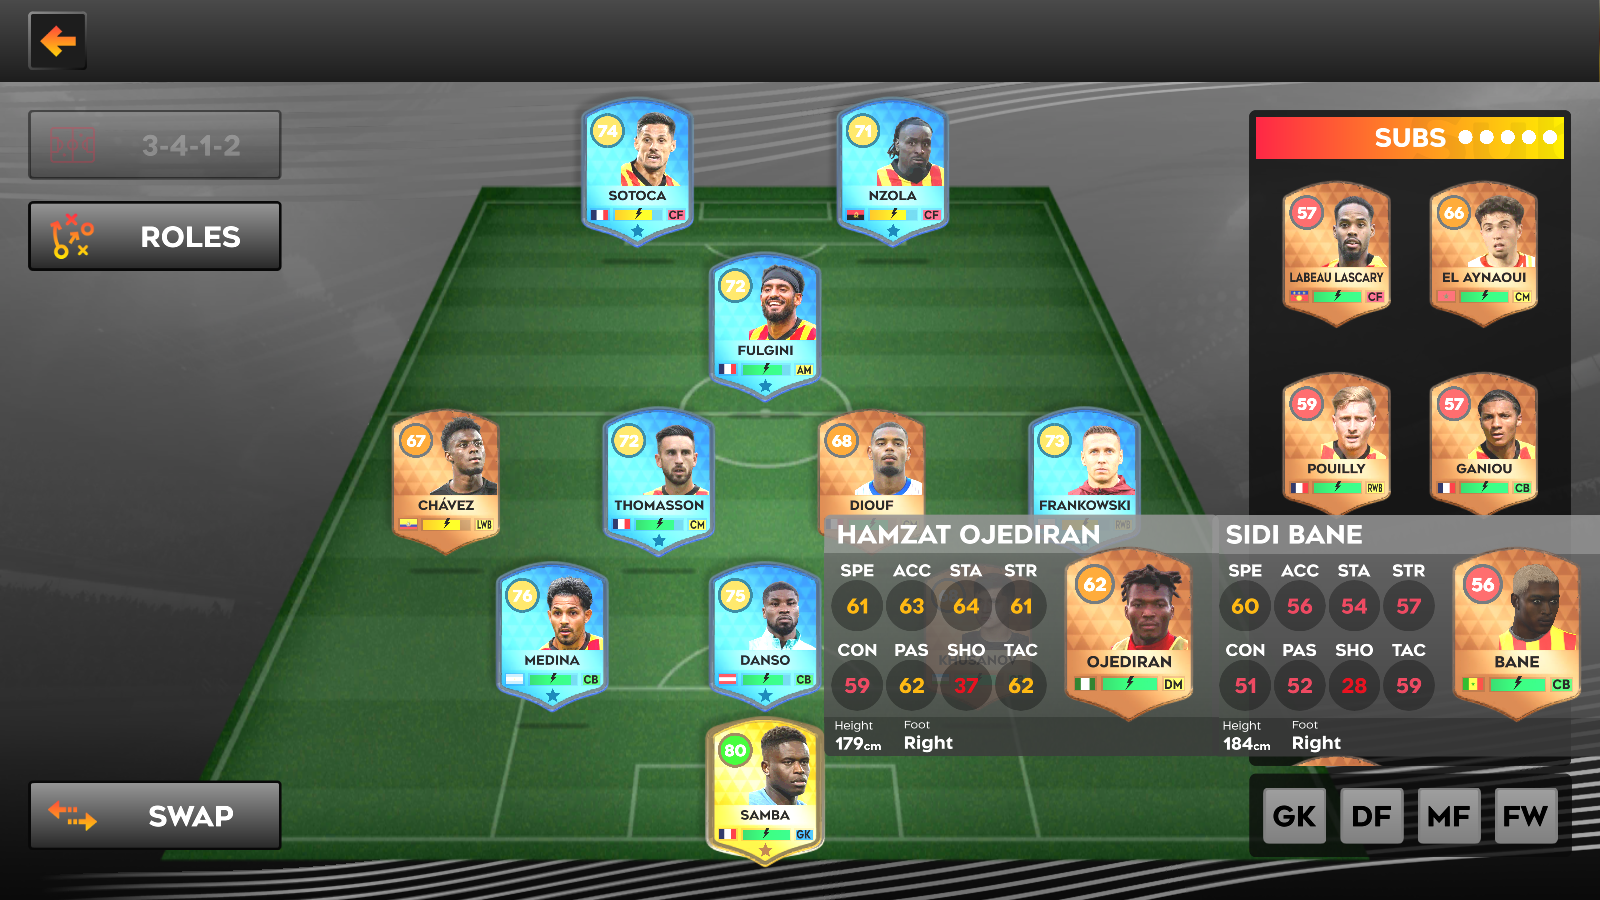 3-4-1-2
ROLES
SWAP
74
SOTOCA
CF
71
NZOLA
CF
72
FULGINI
AM
67
CHÁVEZ
LWB
72
THOMASSON
CM
68
DIOUF
CM
73
FRANKOWSKI
RWB
76
MEDINA
CB
75
DANSO
CB
KHUSANOV
80
SAMBA
GK
SUBS
57
LABEAU LASCARY
CF
66
EL AYNAOUI
CM
59
POUILLY
RWB
57
GANIOU
CB
HAMZAT OJEDIRAN
SPE ACC STA STR
61 63 64 61
CON PAS SHO TAC
59 62 37 62
Height Foot
179cm Right
62
OJEDIRAN
DM
SIDI BANE
SPE ACC STA STR
60 56 54 57
CON PAS SHO TAC
51 52 28 59
Height Foot
184cm Right
56
BANE
CB
GK DF MF FW